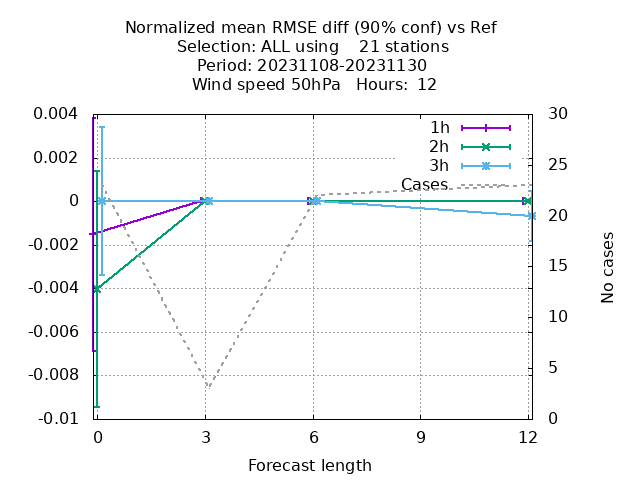 Normalized mean RMSE diff (90% conf) vs Ref
Selection: ALL using    21 stations
Period: 20231108-20231130
Wind speed 50hPa   Hours:  12
0.004
0.002
0
-0.002
-0.004
-0.006
-0.008
-0.01
30
25
20
15
10
5
0
1h
2h
3h
Cases
No cases
0
3
6
9
12
Forecast length